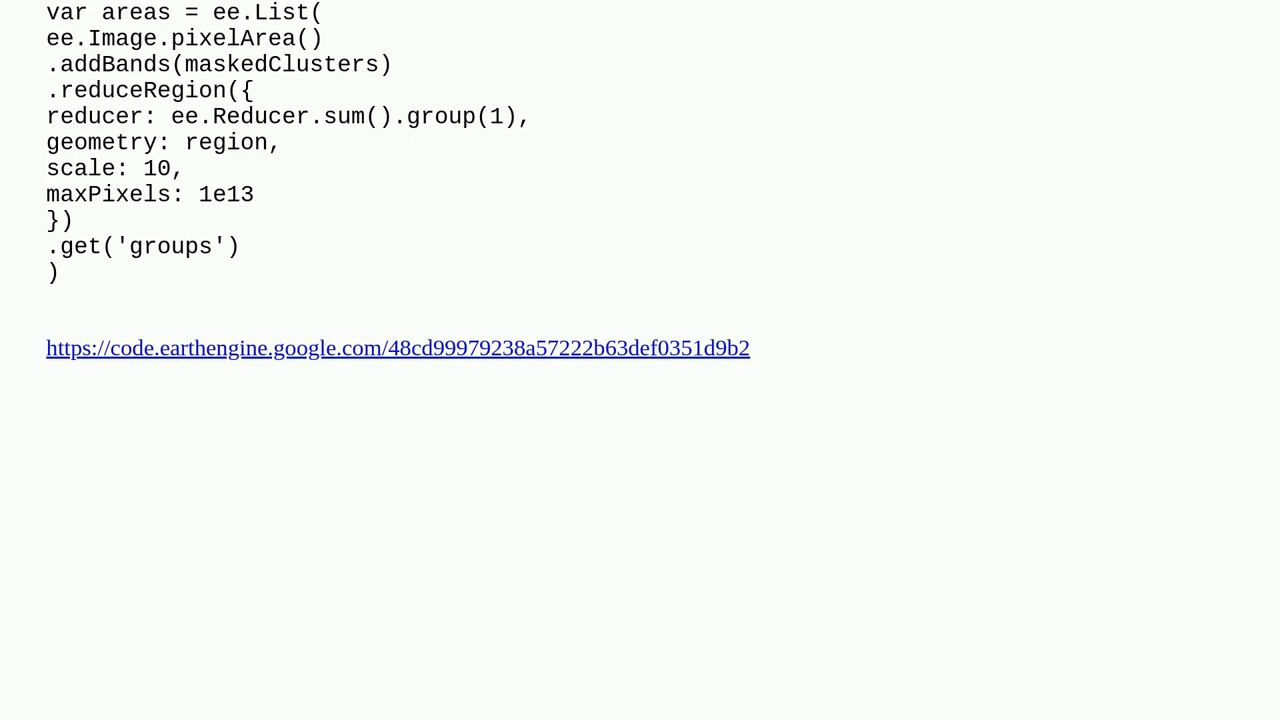 var areas = ee.List(
ee.Image.pixelArea()
.addBands(maskedClusters)
.reduceRegion({
reducer: ee.Reducer.sum().group(1),
geometry: region,
scale: 10,
maxPixels: 1e13
})
.get('groups')
)
https://code.earthengine.google.com/48cd99979238a57222b63def0351d9b2